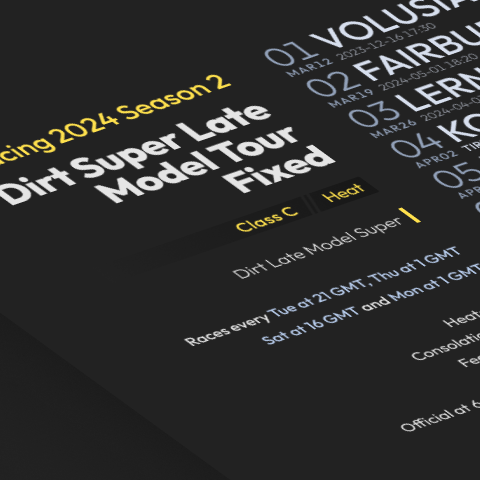 cing 2024 Season 2
Dirt Super Late
Model Tour
Fixed
Class C
Heat
Dirt Late Model Super
Races every Tue at 21 GMT, Thu at 1 GMT
Sat at 16 GMT and Mon at 1 GMT
Heat
Consolatio
Fea
Official at 6
01 VOLUSIA
MAR12 2023-12-16 17:30
02 FAIRBU
MAR19 2024-05-01 18:20
03 LERN
MAR26 2024-04-0
04 KO
APR02 TIR
05
APR